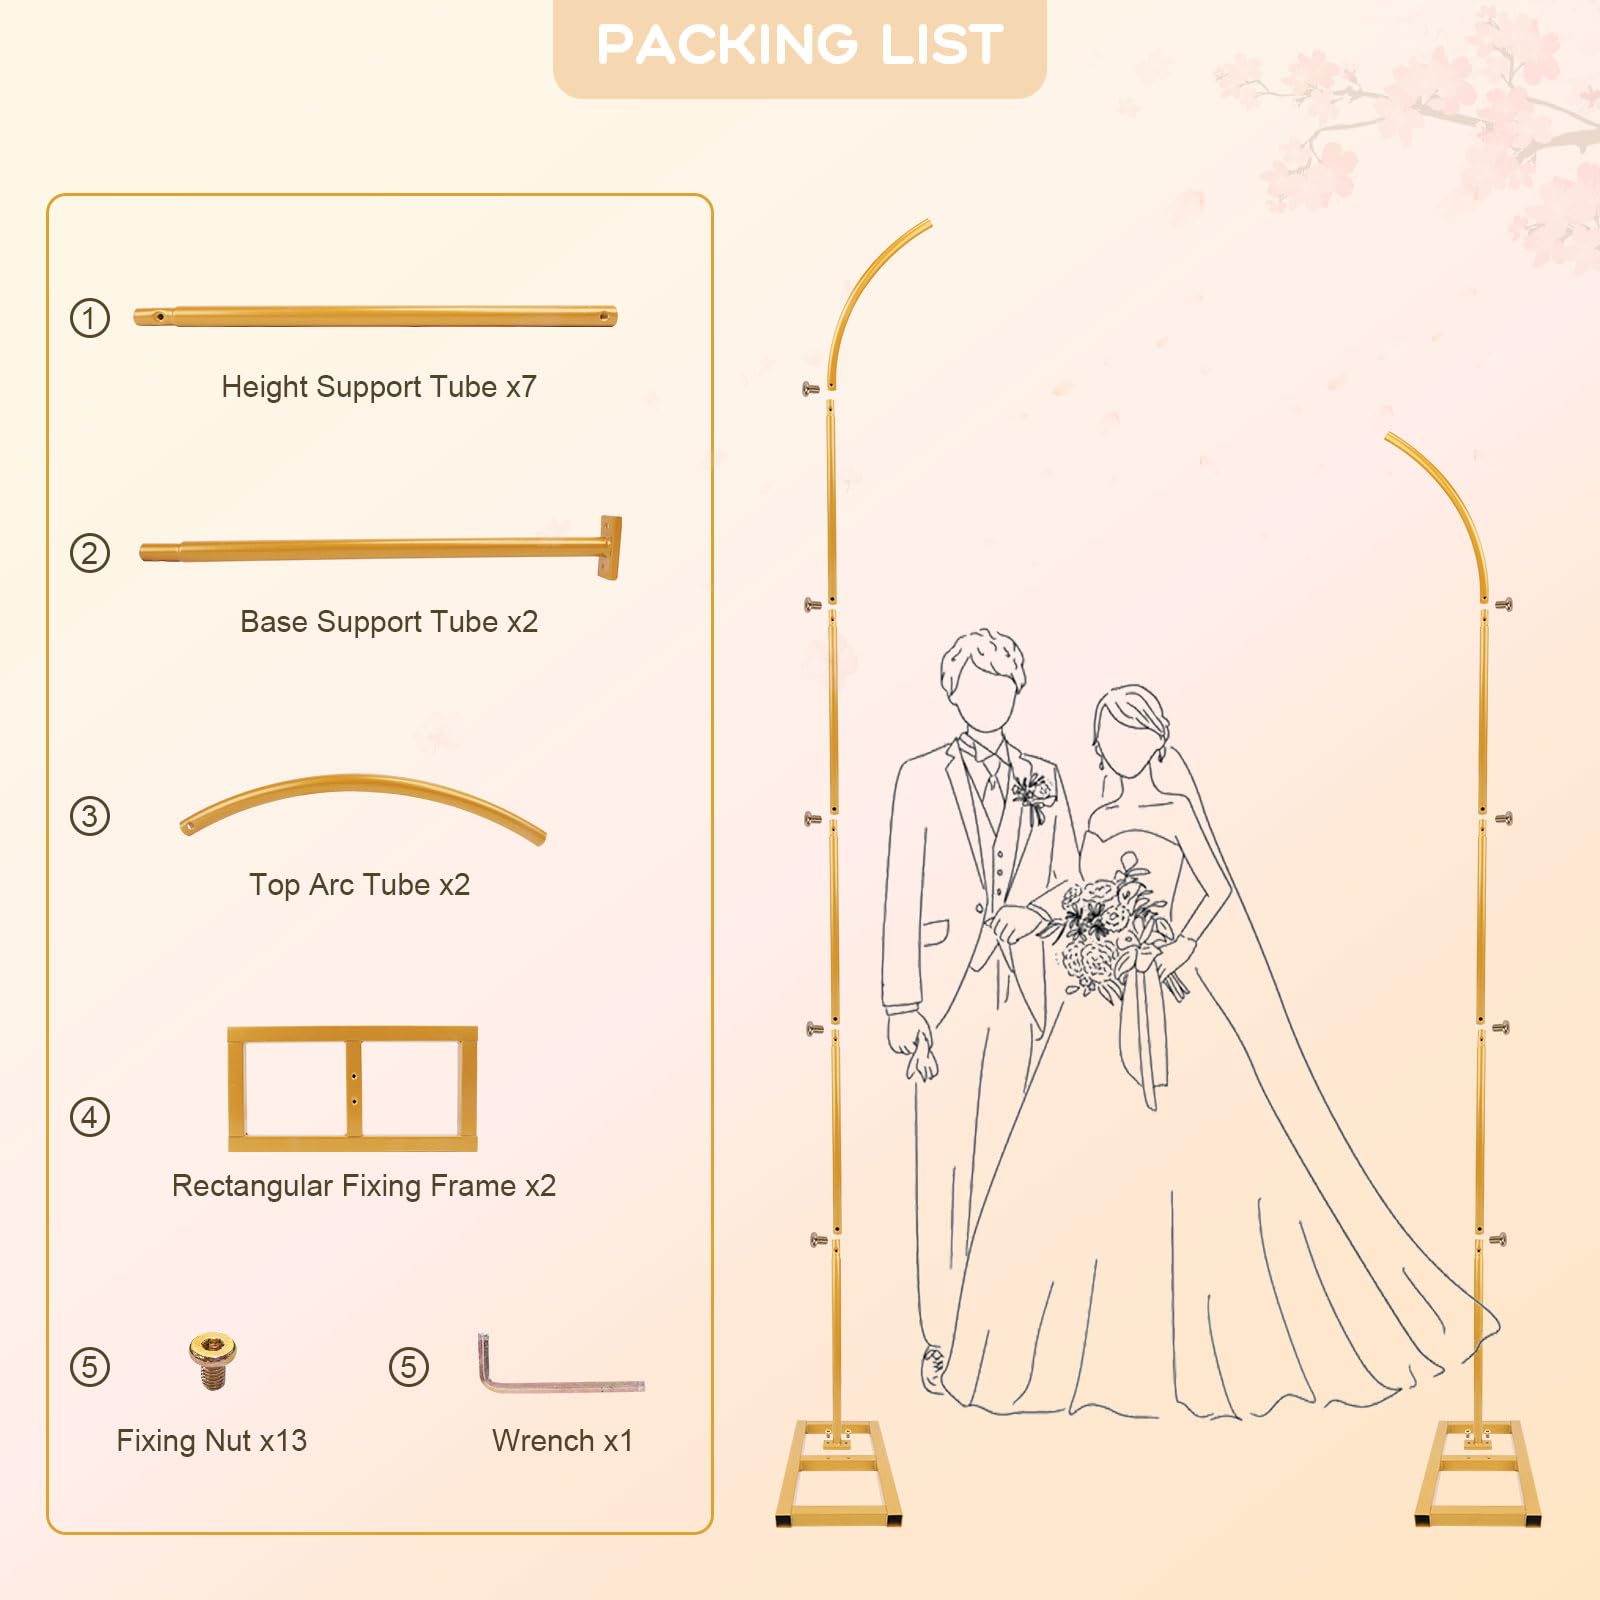 PACKING LIST
1
Height Support Tube x7
2
Base Support Tube x2
3
Top Arc Tube x2
4
Rectangular Fixing Frame x2
5
Fixing Nut x13
5
Wrench x1